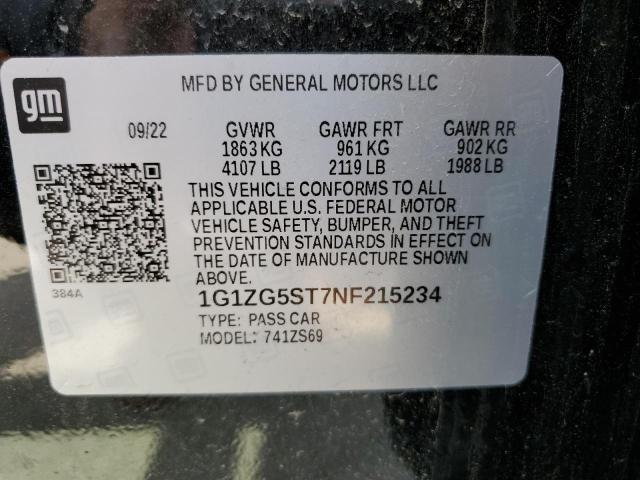 gm
MFD BY GENERAL MOTORS LLC
09/22 GVWR GAWR FRT GAWR RR
1863 KG 961 KG 902 KG
4107 LB 2119 LB 1988 LB
THIS VEHICLE CONFORMS TO ALL
APPLICABLE U.S. FEDERAL MOTOR
VEHICLE SAFETY, BUMPER, AND THEFT
PREVENTION STANDARDS IN EFFECT ON
THE DATE OF MANUFACTURE SHOWN
ABOVE.
384A
1G1ZG5ST7NF215234
TYPE: PASS CAR
MODEL: 741ZS69